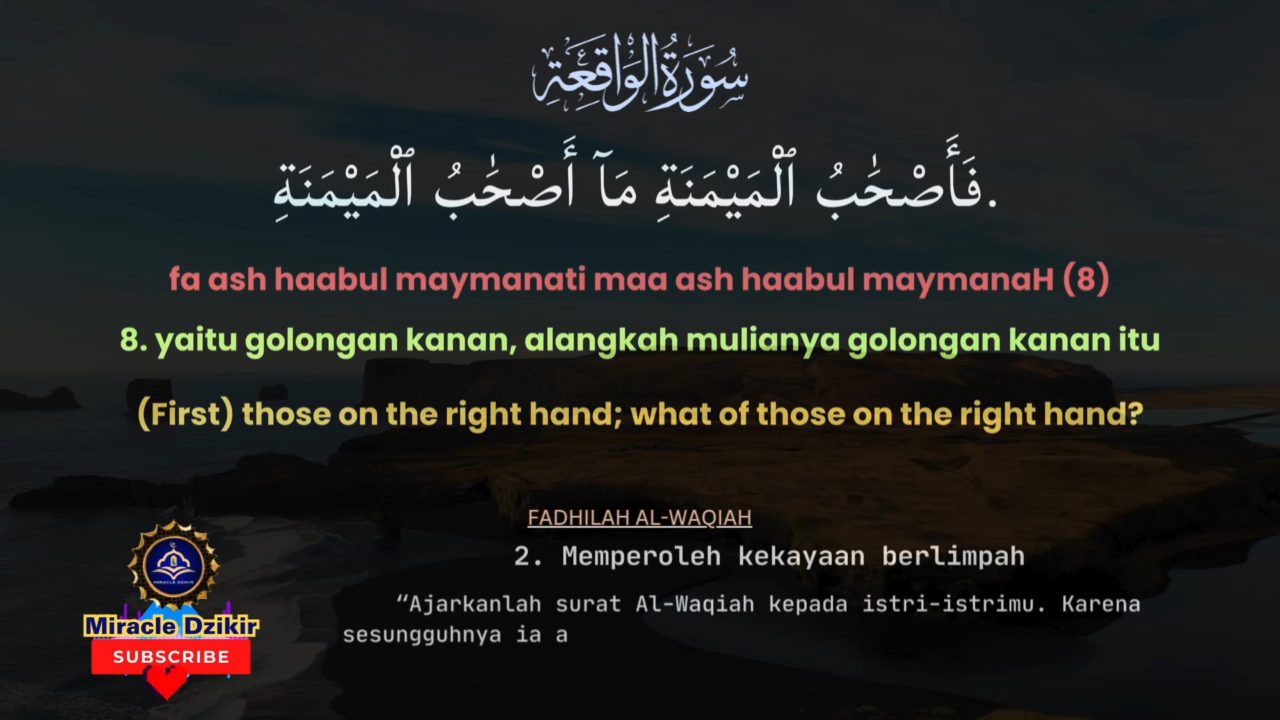 سُورَةُ الوَاقِعَةِ
فَأَصْحَٰبُ ٱلْمَيْمَنَةِ مَآ أَصْحَٰبُ ٱلْمَيْمَنَةِ.
fa ash haabul maymanati maa ash haabul maymanaH (8)
8. yaitu golongan kanan, alangkah mulianya golongan kanan itu
(First) those on the right hand; what of those on the right hand?
FADHILAH AL-WAQIAH
2. Memperoleh kekayaan berlimpah
“Ajarkanlah surat Al-Waqiah kepada istri-istrimu. Karena
sesungguhnya ia a
MIRACLE DZIKIR
Miracle Dzikir
SUBSCRIBE